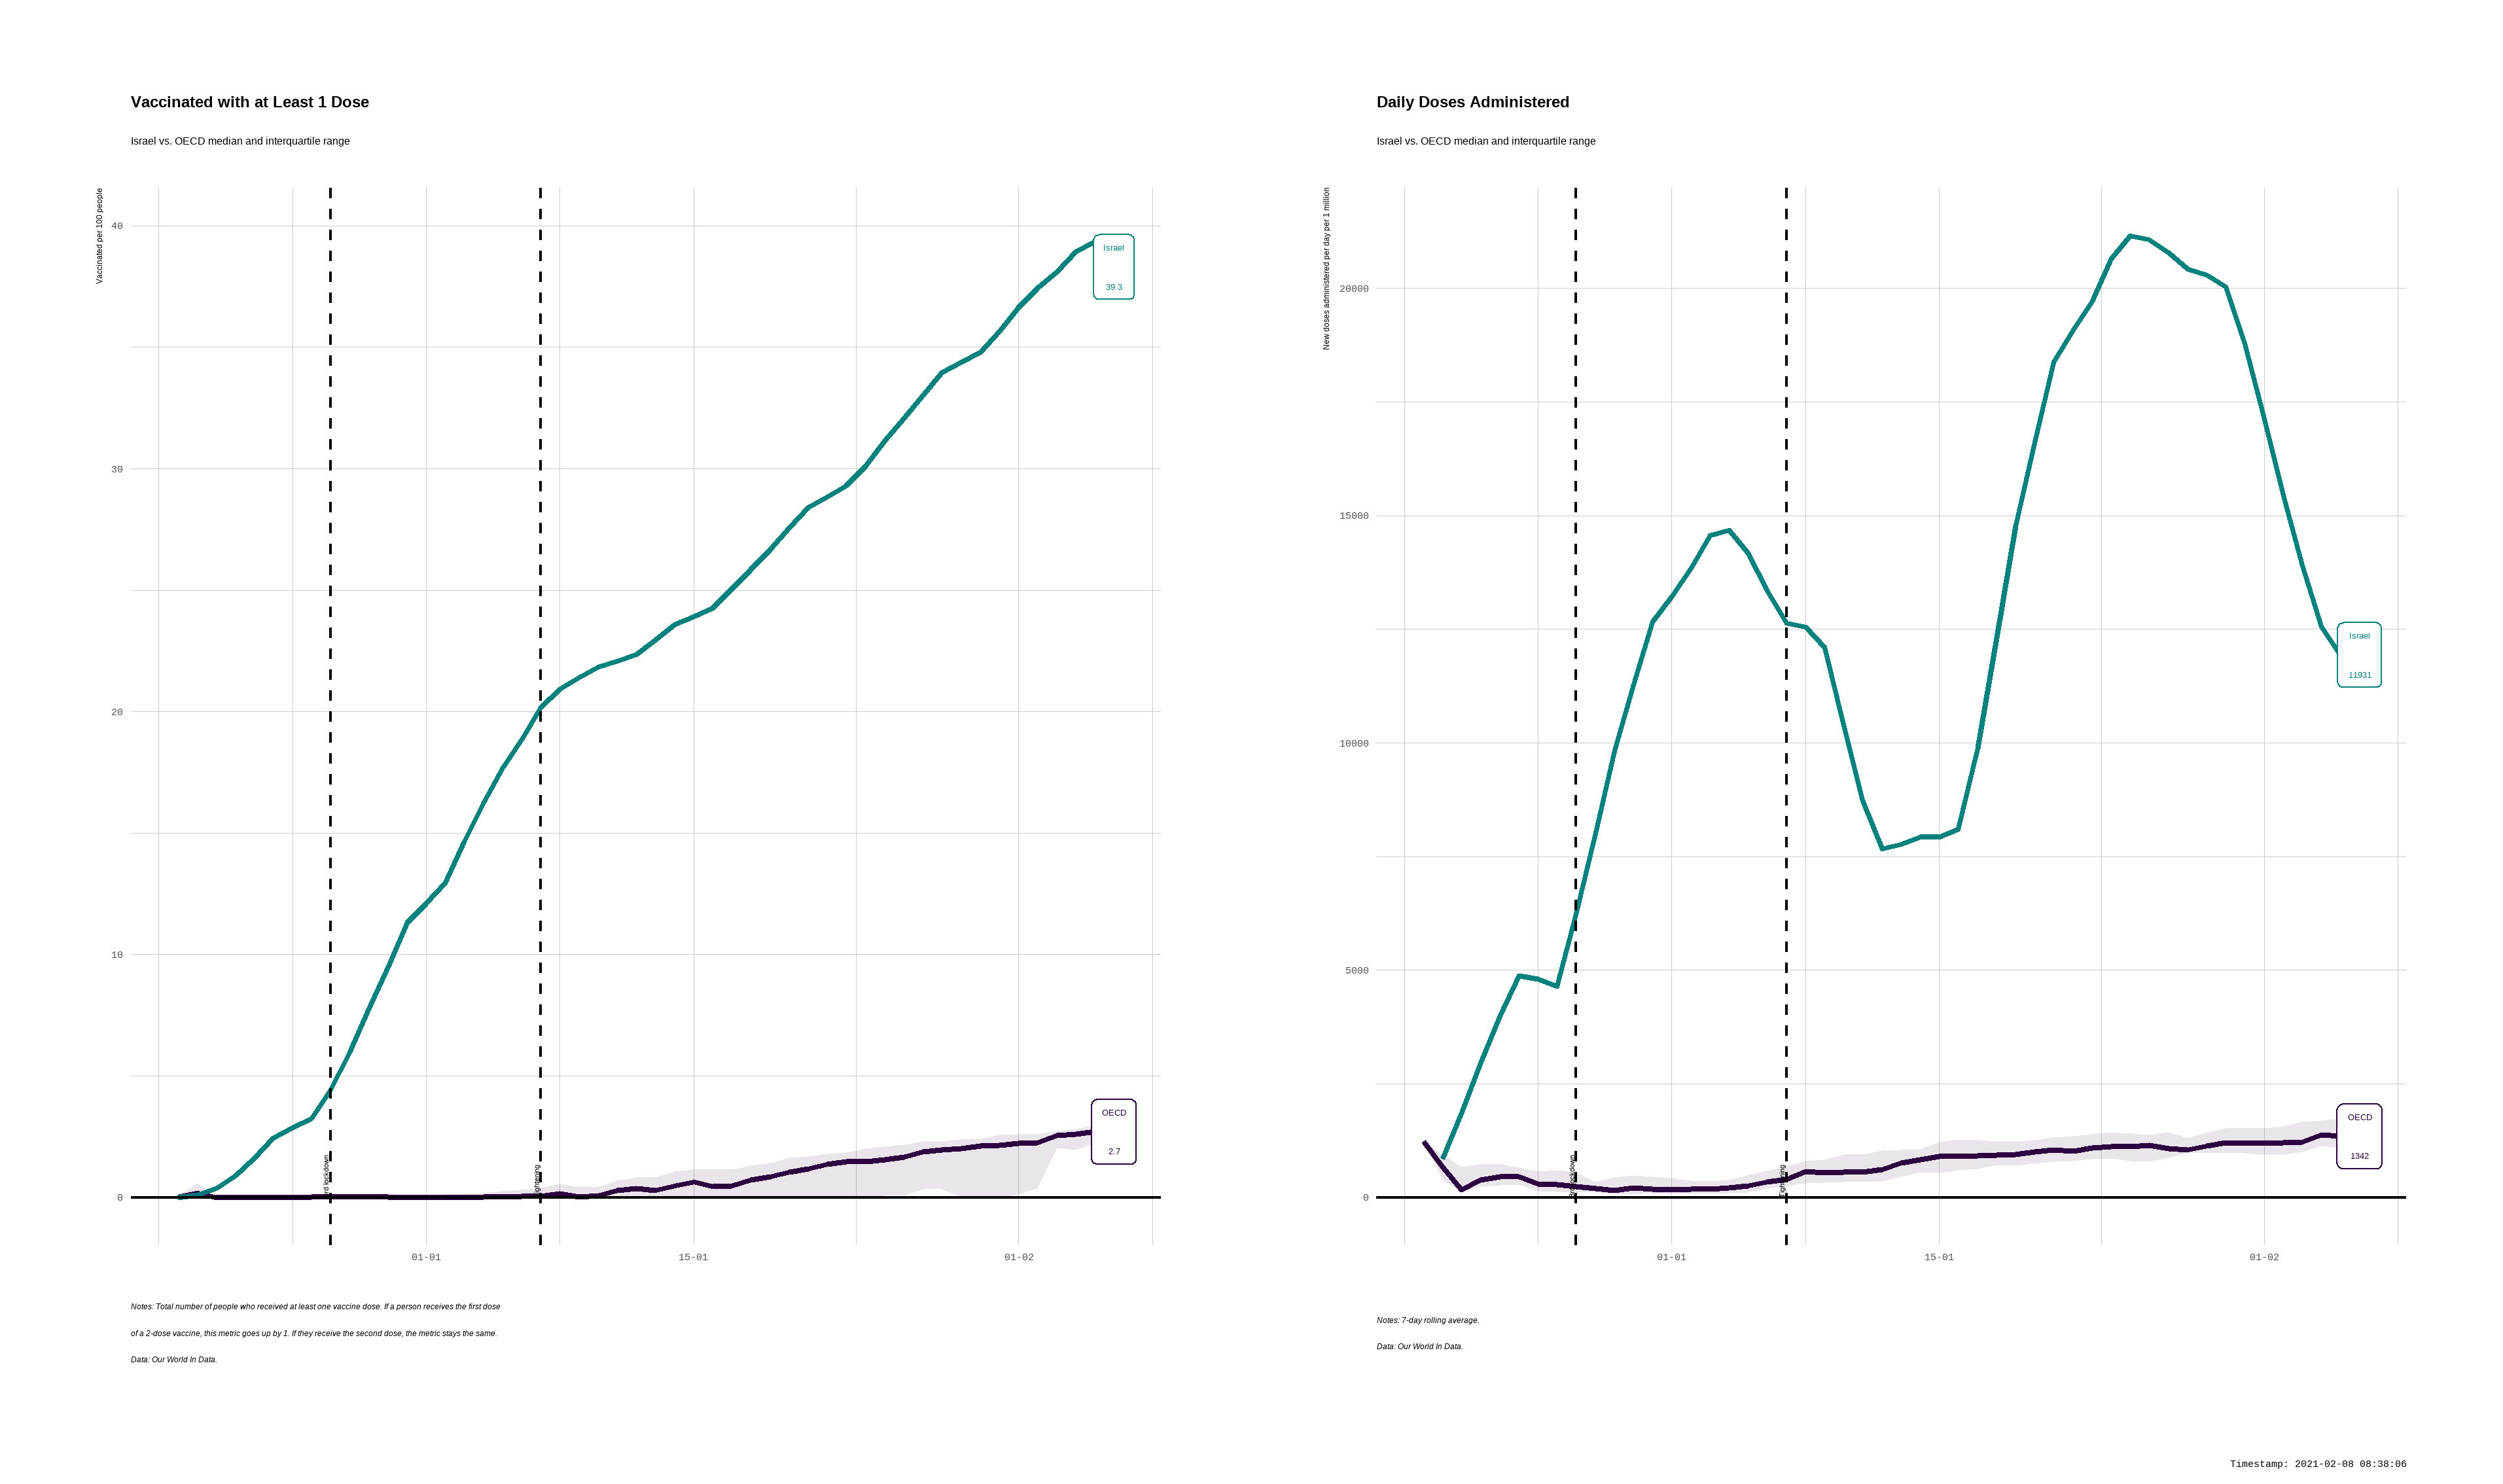 Vaccinated with at Least 1 Dose
Israel vs. OECD median and interquartile range
Vaccinated per 100 people
40
30
20
10
0
Israel
39.3
OECD
2.7
rd lockdown
ightening
01-01
15-01
01-02
Notes: Total number of people who received at least one vaccine dose. If a person receives the first dose
of a 2-dose vaccine, this metric goes up by 1. If they receive the second dose, the metric stays the same.
Data: Our World In Data.
Daily Doses Administered
Israel vs. OECD median and interquartile range
New doses administered per day per 1 million
20000
15000
10000
5000
0
Israel
11931
OECD
1342
3rd lockdown
Tightening
01-01
15-01
01-02
Notes: 7-day rolling average.
Data: Our World In Data.
Timestamp: 2021-02-08 08:38:06